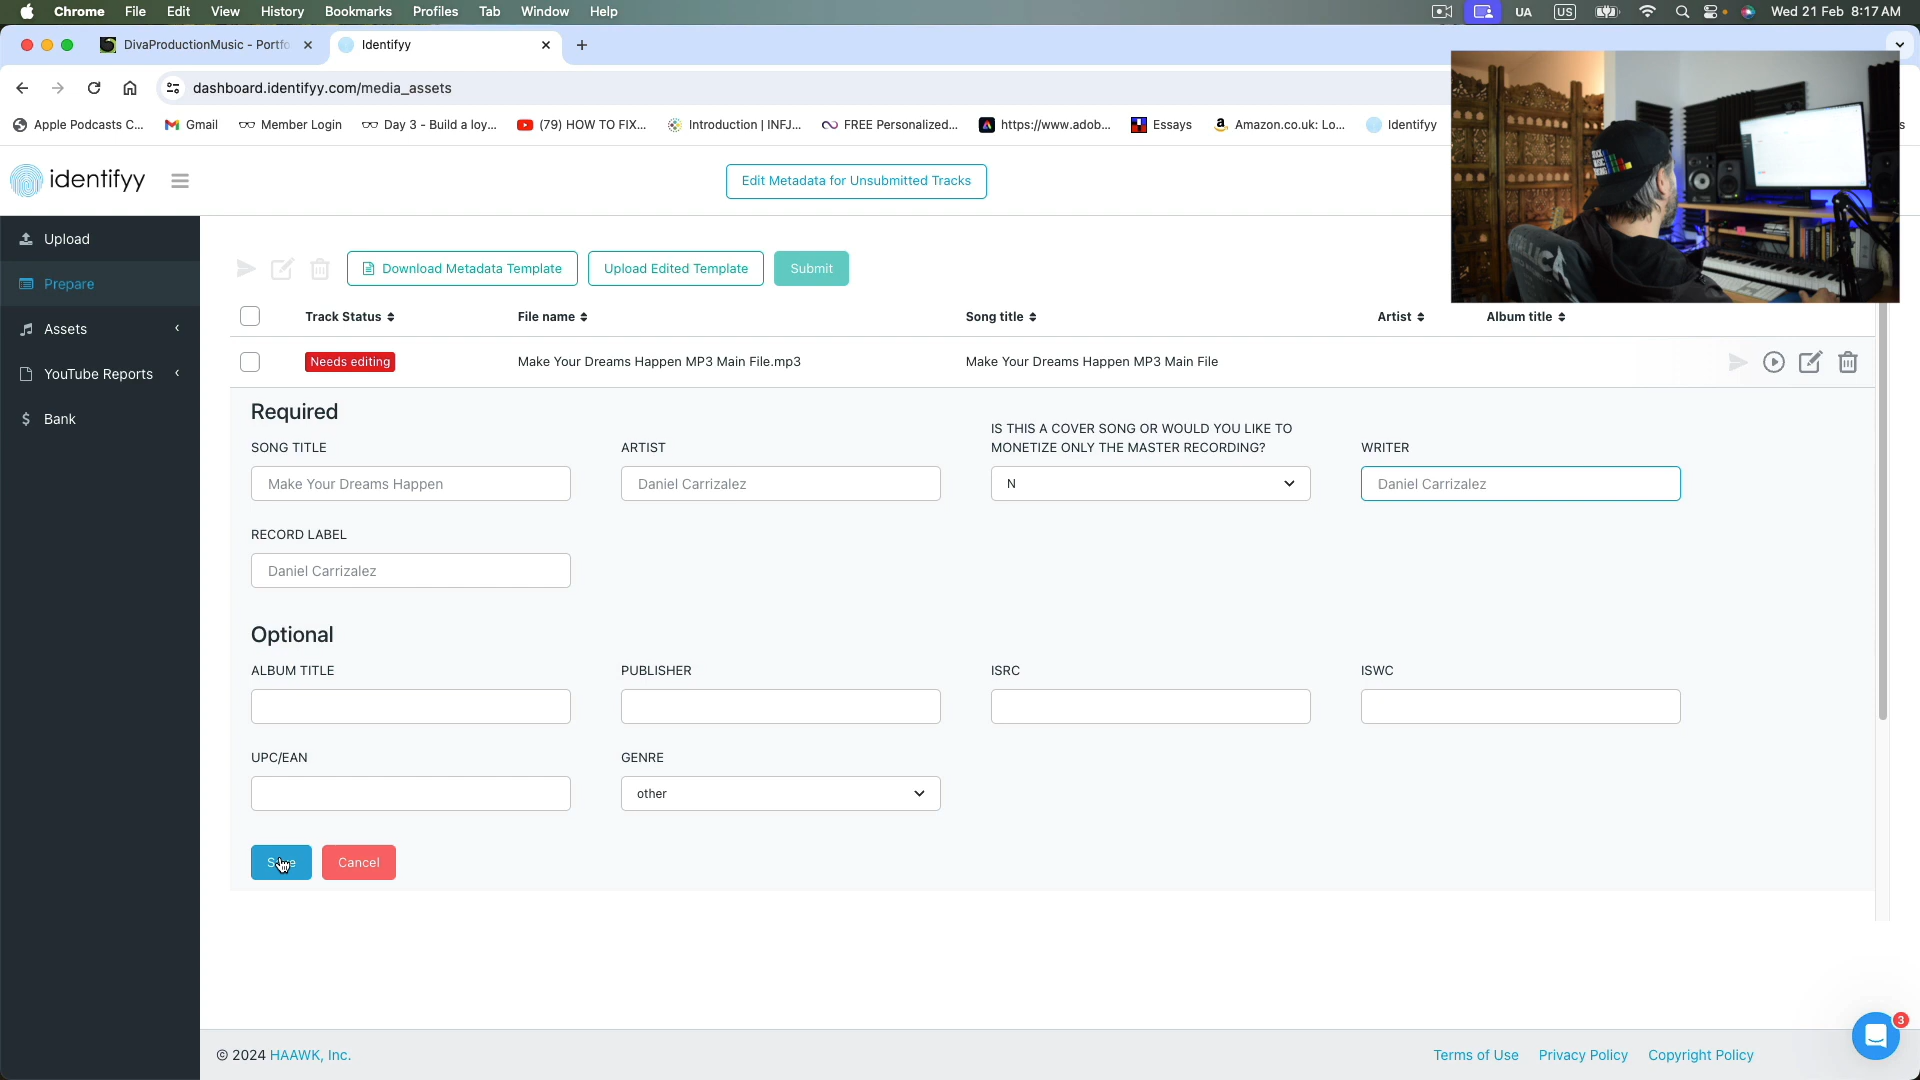 Chrome File Edit View History Bookmarks Profiles Tab Window Help UA US Wed 21 Feb 8:17 AM
DivaProductionMusic - Portfo Identifyy
dashboard.identifyy.com/media_assets
Apple Podcasts C... Gmail Member Login Day 3 - Build a loy... (79) HOW TO FIX... Introduction | INFJ... FREE Personalized... https://www.adob... Essays Amazon.co.uk: Lo... Identifyy
identifyy Edit Metadata for Unsubmitted Tracks
Upload
Prepare
Assets
YouTube Reports
$ Bank
Download Metadata Template Upload Edited Template Submit
Track Status File name Song title Artist Album title
Needs editing Make Your Dreams Happen MP3 Main File.mp3 Make Your Dreams Happen MP3 Main File
Required
IS THIS A COVER SONG OR WOULD YOU LIKE TO
SONG TITLE ARTIST MONETIZE ONLY THE MASTER RECORDING? WRITER
Make Your Dreams Happen Daniel Carrizalez N Daniel Carrizalez
RECORD LABEL
Daniel Carrizalez
Optional
ALBUM TITLE PUBLISHER ISRC ISWC
UPC/EAN GENRE
other
Save Cancel
© 2024 HAAWK, Inc. Terms of Use Privacy Policy Copyright Policy
3